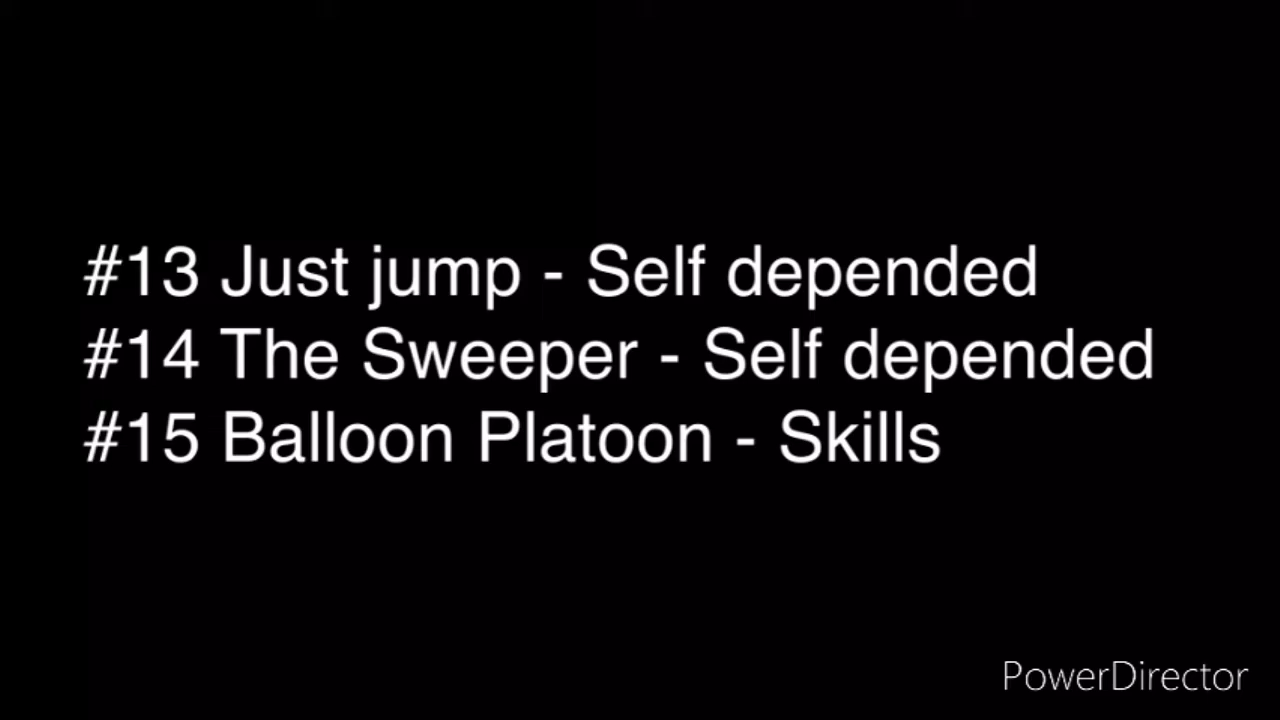 #13 Just jump - Self depended
#14 The Sweeper - Self depended
#15 Balloon Platoon - Skills
PowerDirector